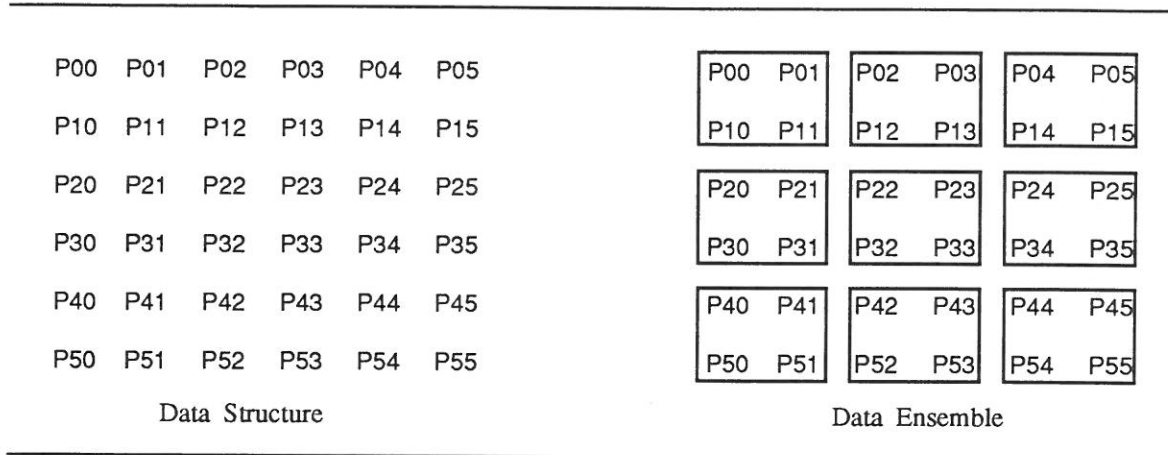 P00 P01 P02 P03 P04 P05
P10 P11 P12 P13 P14 P15
P20 P21 P22 P23 P24 P25
P30 P31 P32 P33 P34 P35
P40 P41 P42 P43 P44 P45
P50 P51 P52 P53 P54 P55
Data Structure
P00 P01 P02 P03 P04 P05
P10 P11 P12 P13 P14 P15
P20 P21 P22 P23 P24 P25
P30 P31 P32 P33 P34 P35
P40 P41 P42 P43 P44 P45
P50 P51 P52 P53 P54 P55
Data Ensemble